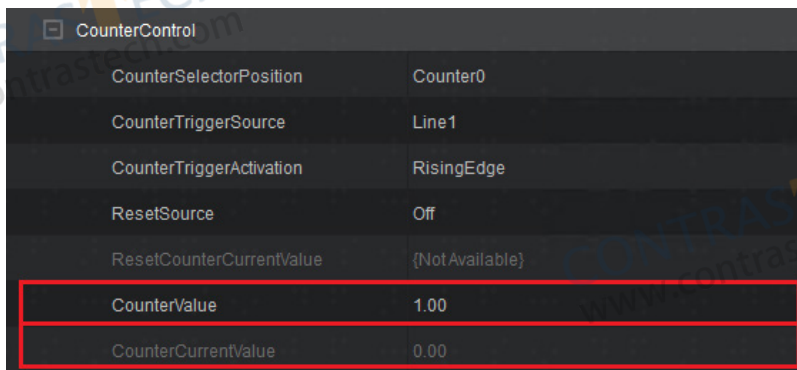 CounterControl
CounterSelectorPosition Counter0
CounterTriggerSource Line1
CounterTriggerActivation RisingEdge
ResetSource Off
ResetCounterCurrentValue {Not Available}
CounterValue 1.00
CounterCurrentValue 0.00